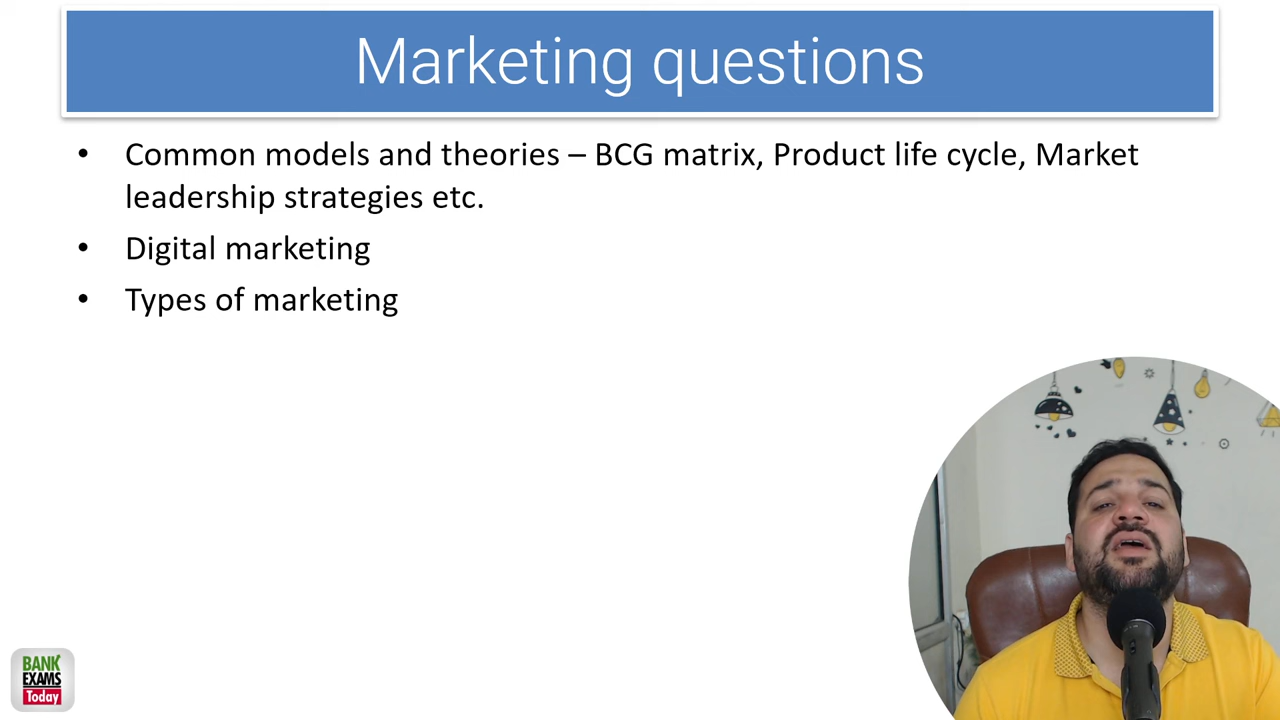 Marketing questions
• Common models and theories – BCG matrix, Product life cycle, Market
leadership strategies etc.
• Digital marketing
• Types of marketing
BANK
EXAMS
Today